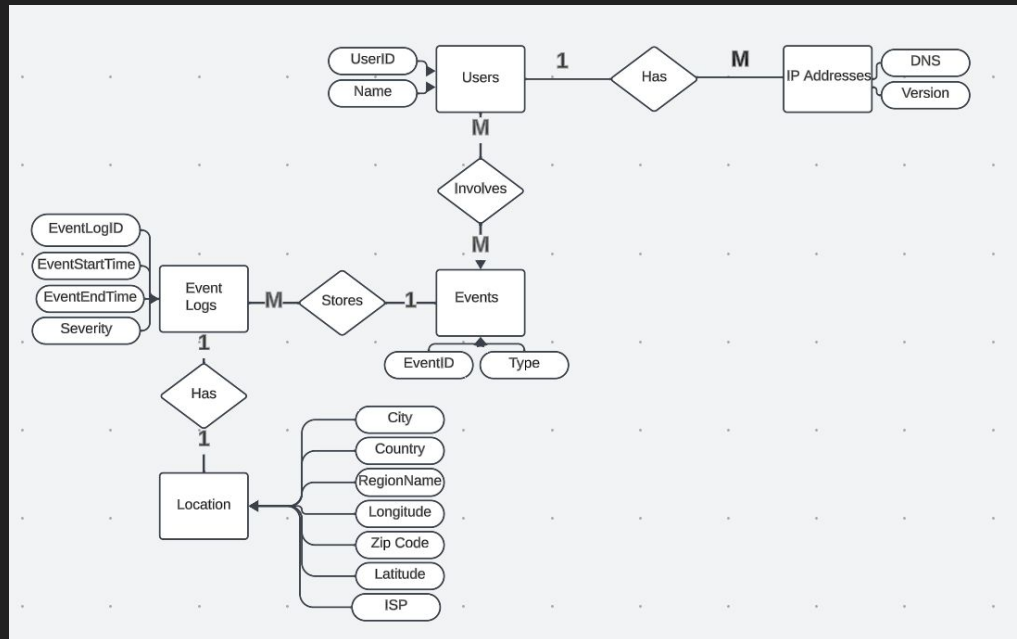 UserID
Name
Users
1
Has
M
IP Addresses
DNS
Version
M
Involves
M
EventLogID
EventStartTime
EventEndTime
Severity
Event
Logs
M
Stores
1
Events
EventID
Type
1
Has
1
Location
City
Country
RegionName
Longitude
Zip Code
Latitude
ISP